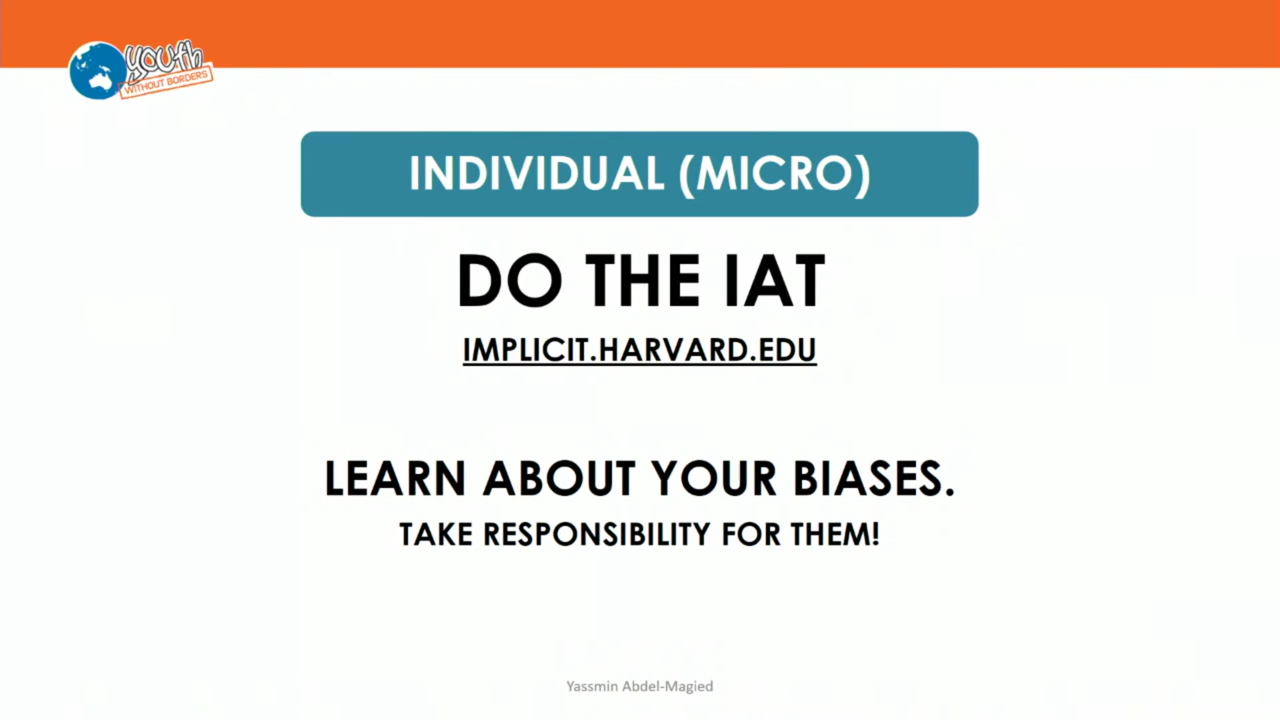 Youth
WITHOUT BORDERS
INDIVIDUAL (MICRO)
DO THE IAT
IMPLICIT.HARVARD.EDU
LEARN ABOUT YOUR BIASES.
TAKE RESPONSIBILITY FOR THEM!
Yassmin Abdel-Magied